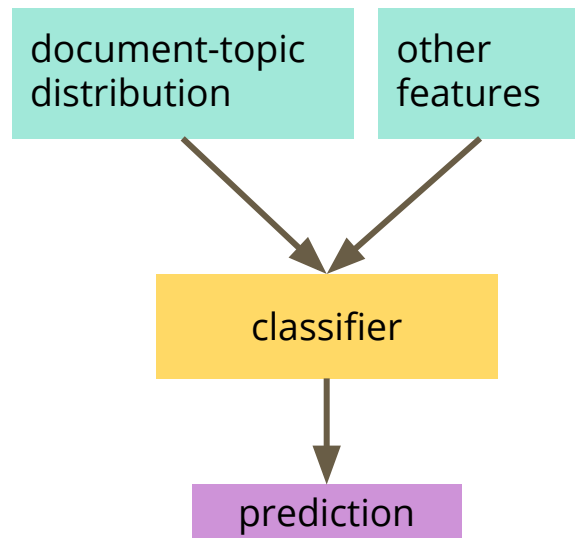 document-topic
distribution
other
features
classifier
prediction